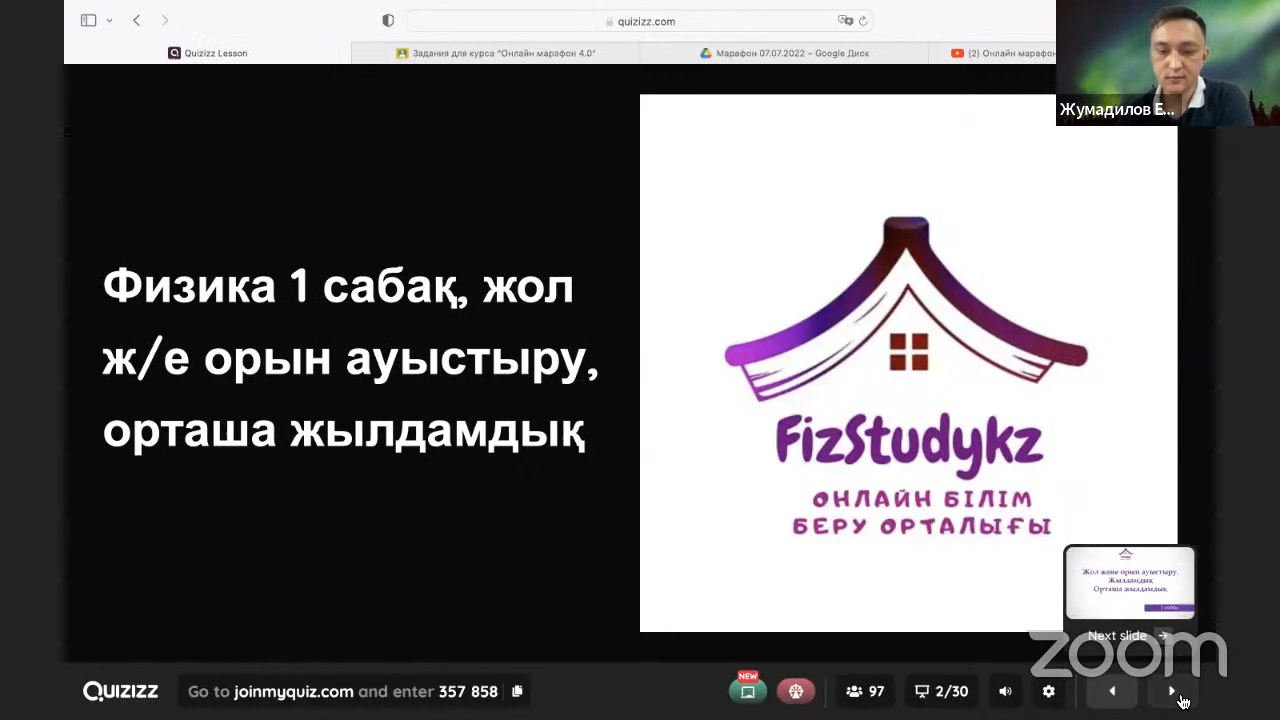 quizizz.com
Quizizz Lesson
Задания для курса "Онлайн марафон 4.0"
Марафон 07.07.2022 – Google Диск
(2) Онлайн марафон
Жумадилов Е...
Физика 1 сабақ, жол
ж/е орын ауыстыру,
орташа жылдамдық
FizStudykz
ОНЛАЙН БІЛІМ
БЕРУ ОРТАЛЫҒЫ
Жол және орын ауыстыру.
Жылдамдық
Орташа жылдамдық
1 сабақ
Next slide →
zoom
QUIZIZZ
Go to joinmyquiz.com and enter 357 858
NEW
97
2/30